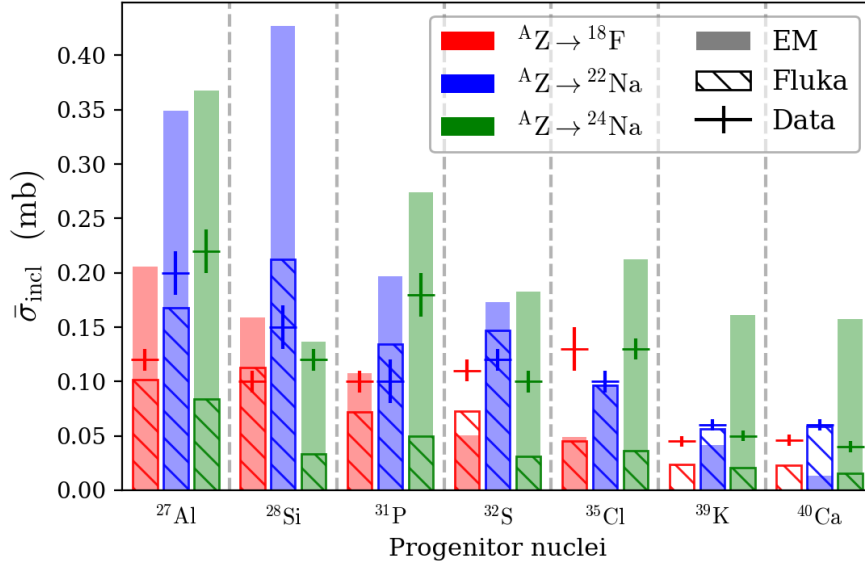 0.40
0.35
0.30
0.25
0.20
0.15
0.10
0.05
0.00
σ̄incl (mb)
ᴬZ→¹⁸F
ᴬZ→²²Na
ᴬZ→²⁴Na
EM
Fluka
Data
²⁷Al
²⁸Si
³¹P
³²S
³⁵Cl
³⁹K
⁴⁰Ca
Progenitor nuclei